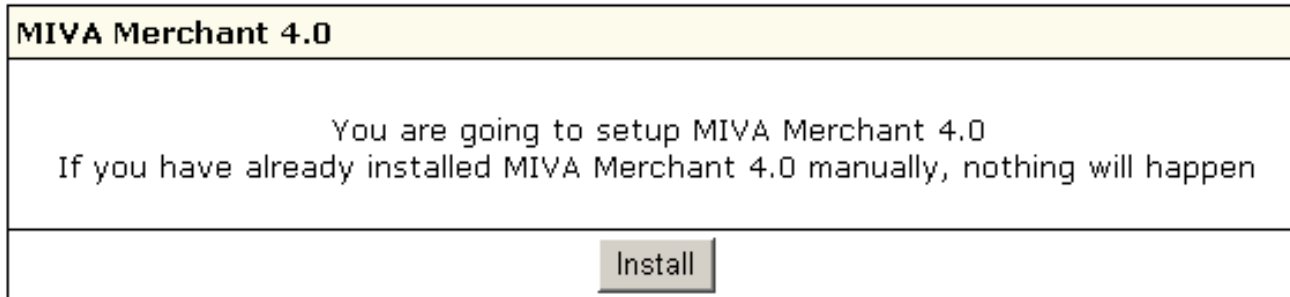 MIVA Merchant 4.0
You are going to setup MIVA Merchant 4.0
If you have already installed MIVA Merchant 4.0 manually, nothing will happen
Install